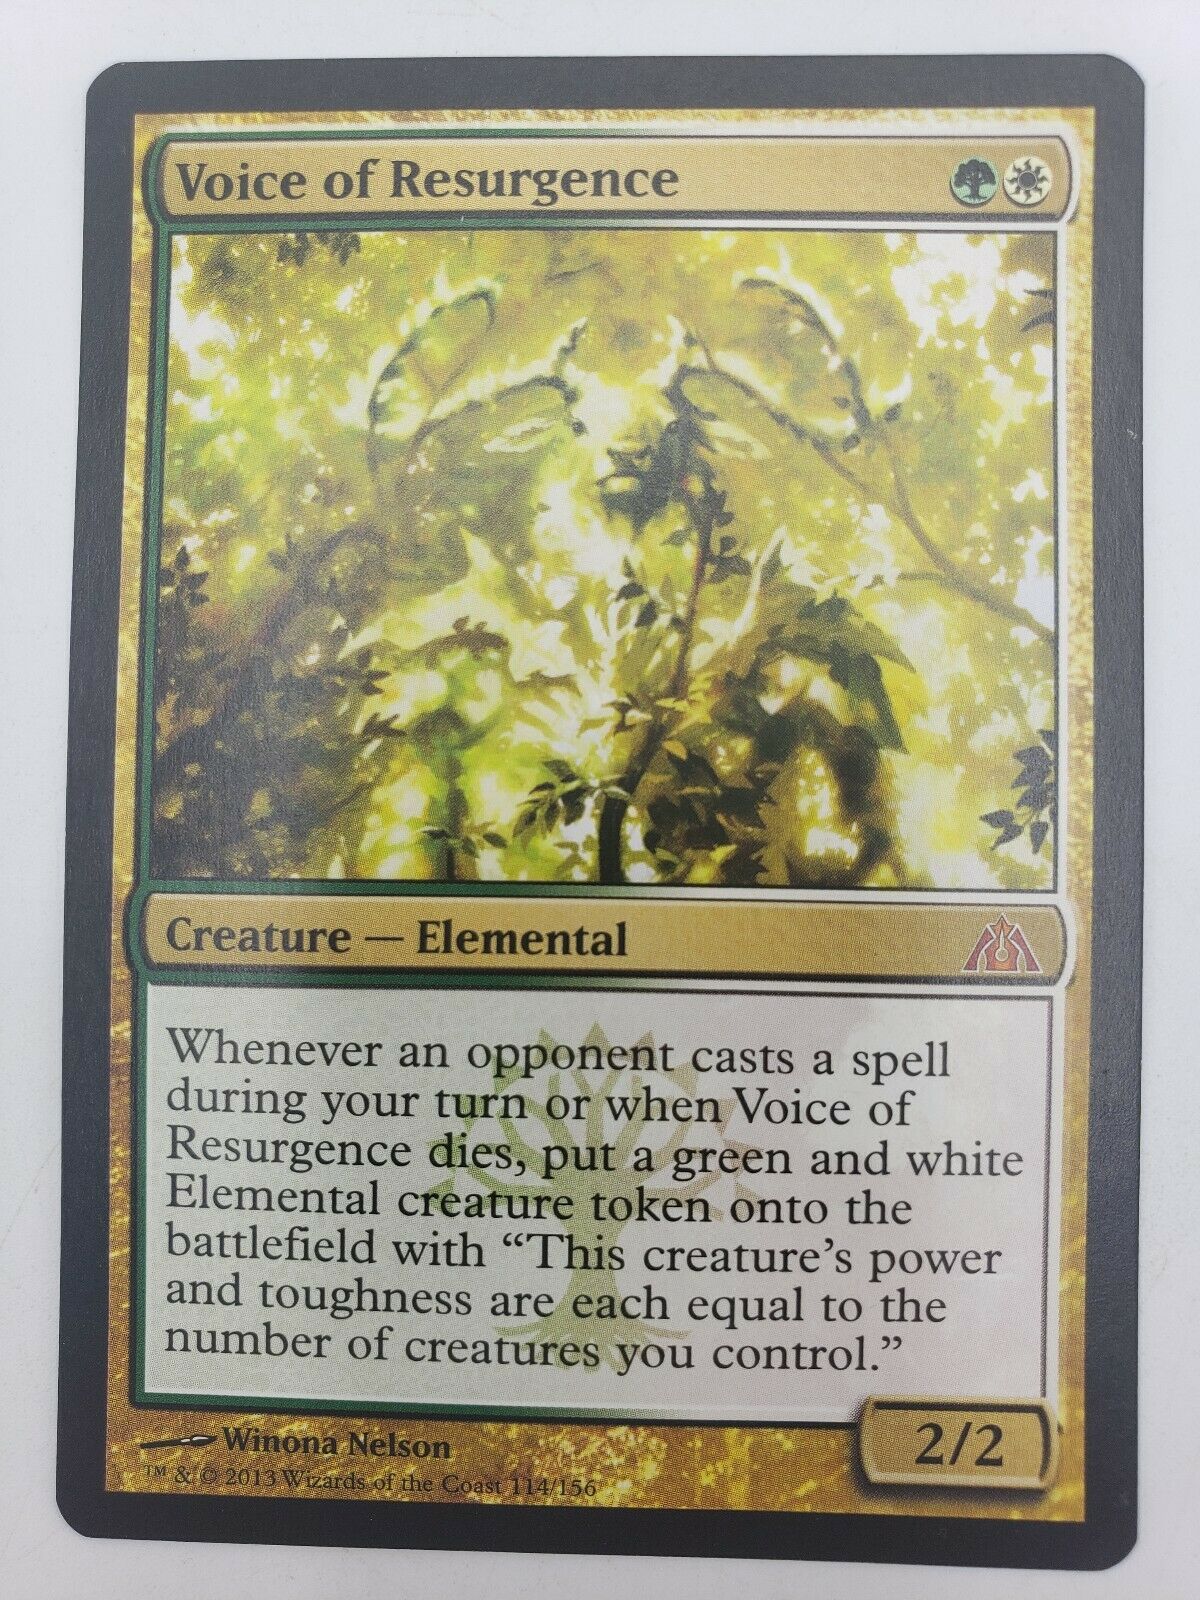 Voice of Resurgence
Creature — Elemental
Whenever an opponent casts a spell
during your turn or when Voice of
Resurgence dies, put a green and white
Elemental creature token onto the
battlefield with “This creature’s power
and toughness are each equal to the
number of creatures you control.”
2/2
Winona Nelson
™ & © 2013 Wizards of the Coast 114/156